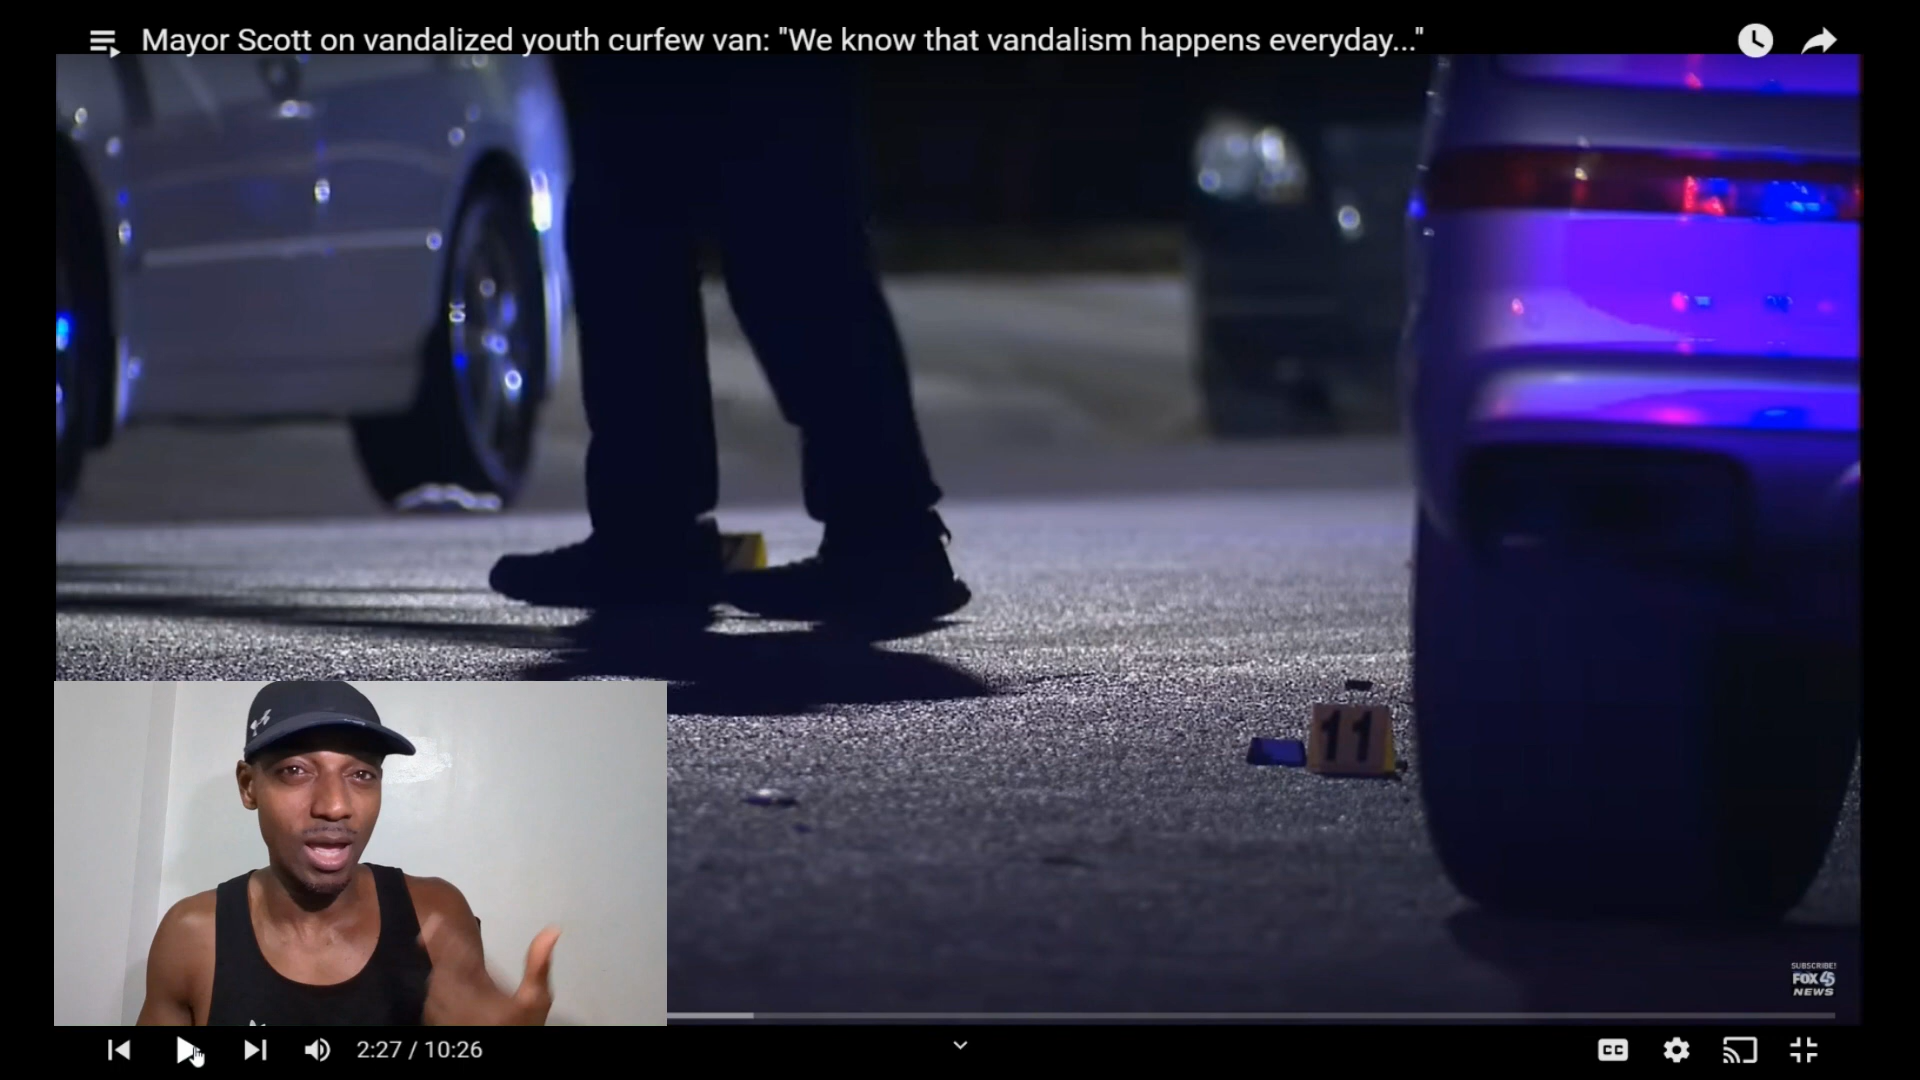 Mayor Scott on vandalized youth curfew van: "We know that vandalism happens everyday..."
11
SUBSCRIBE!
FOX 45
NEWS
2:27 / 10:26
CC